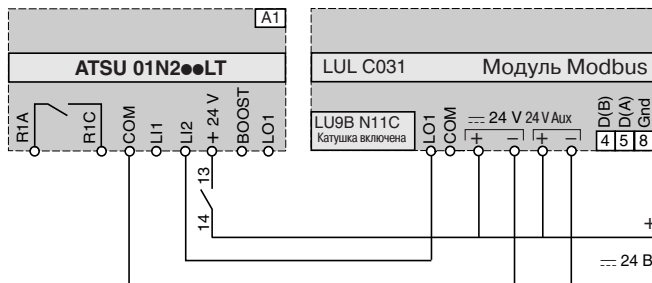 A1
ATSU 01N2●●LT
R1A
R1C
COM
LI1
LI2
+ 24 V
BOOST
LO1
13
14
LUL C031
Модуль Modbus
LU9B N11C
Катушка включена
LO1
COM
⎓ 24 V
24 V Aux
+
−
+
−
D(B)
D(A)
Gnd
4
5
8
+
⎓ 24 В